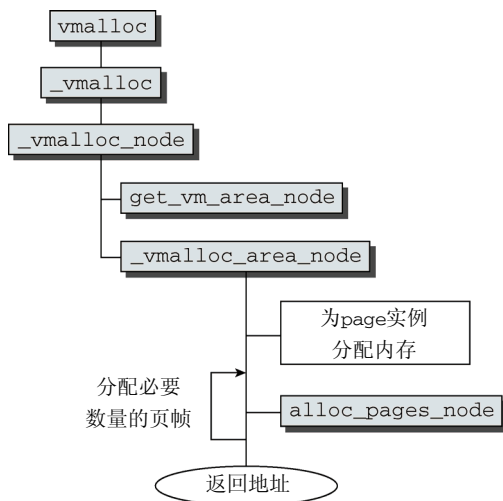 vmalloc
_vmalloc
_vmalloc_node
get_vm_area_node
_vmalloc_area_node
为page实例
分配内存
分配必要
数量的页帧
alloc_pages_node
返回地址